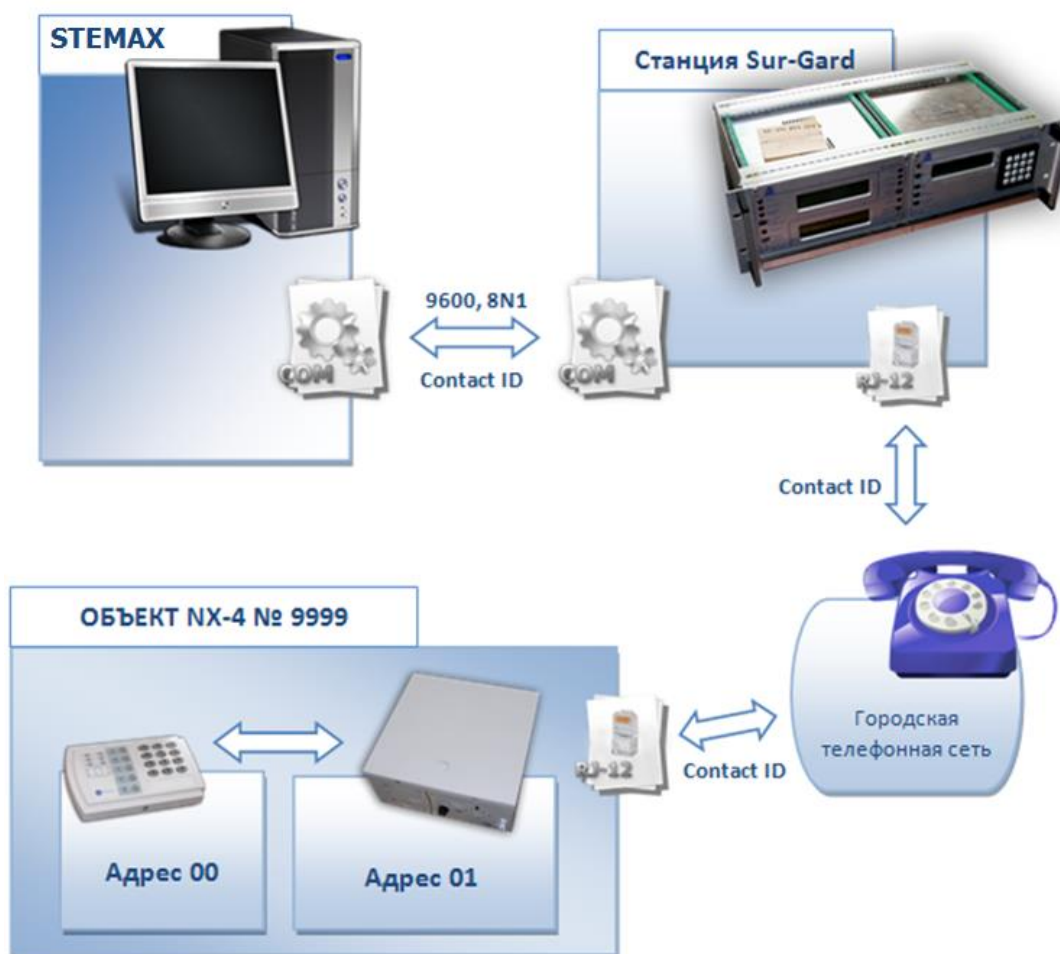 STEMAX
Станция Sur-Gard
9600, 8N1
COM
COM
Contact ID
RJ-12
Contact ID
ОБЪЕКТ NX-4 № 9999
Городская
телефонная сеть
RJ-12
Contact ID
Адрес 00
Адрес 01